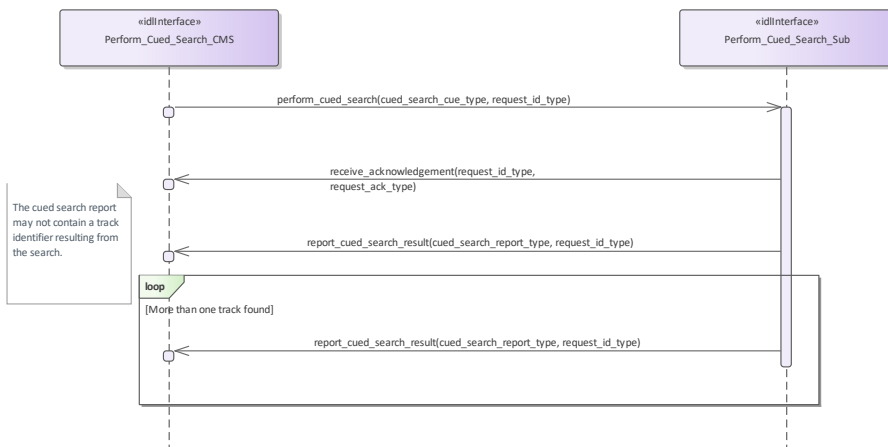 «idlInterface»
Perform_Cued_Search_CMS
«idlInterface»
Perform_Cued_Search_Sub
perform_cued_search(cued_search_cue_type, request_id_type)
receive_acknowledgement(request_id_type,
request_ack_type)
The cued search report
may not contain a track
identifier resulting from
the search.
report_cued_search_result(cued_search_report_type, request_id_type)
loop
[More than one track found]
report_cued_search_result(cued_search_report_type, request_id_type)